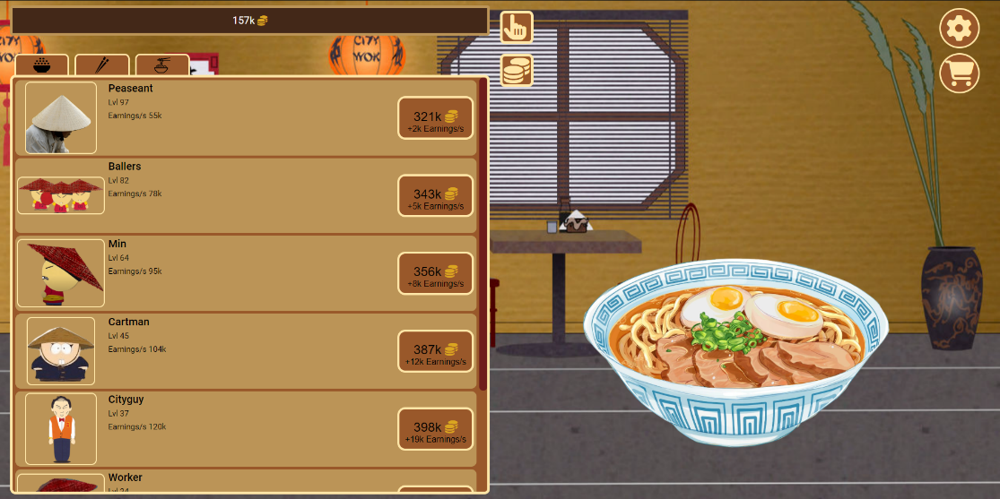 157k
CITY
WOK
CITY
WOK
Peaseant
Lvl 97
Earnings/s 55k
321k
+2k Earnings/s
Ballers
Lvl 82
Earnings/s 78k
343k
+5k Earnings/s
Min
Lvl 64
Earnings/s 95k
356k
+8k Earnings/s
Cartman
Lvl 45
Earnings/s 104k
387k
+12k Earnings/s
Cityguy
Lvl 37
Earnings/s 120k
398k
+19k Earnings/s
Worker
Lvl 24